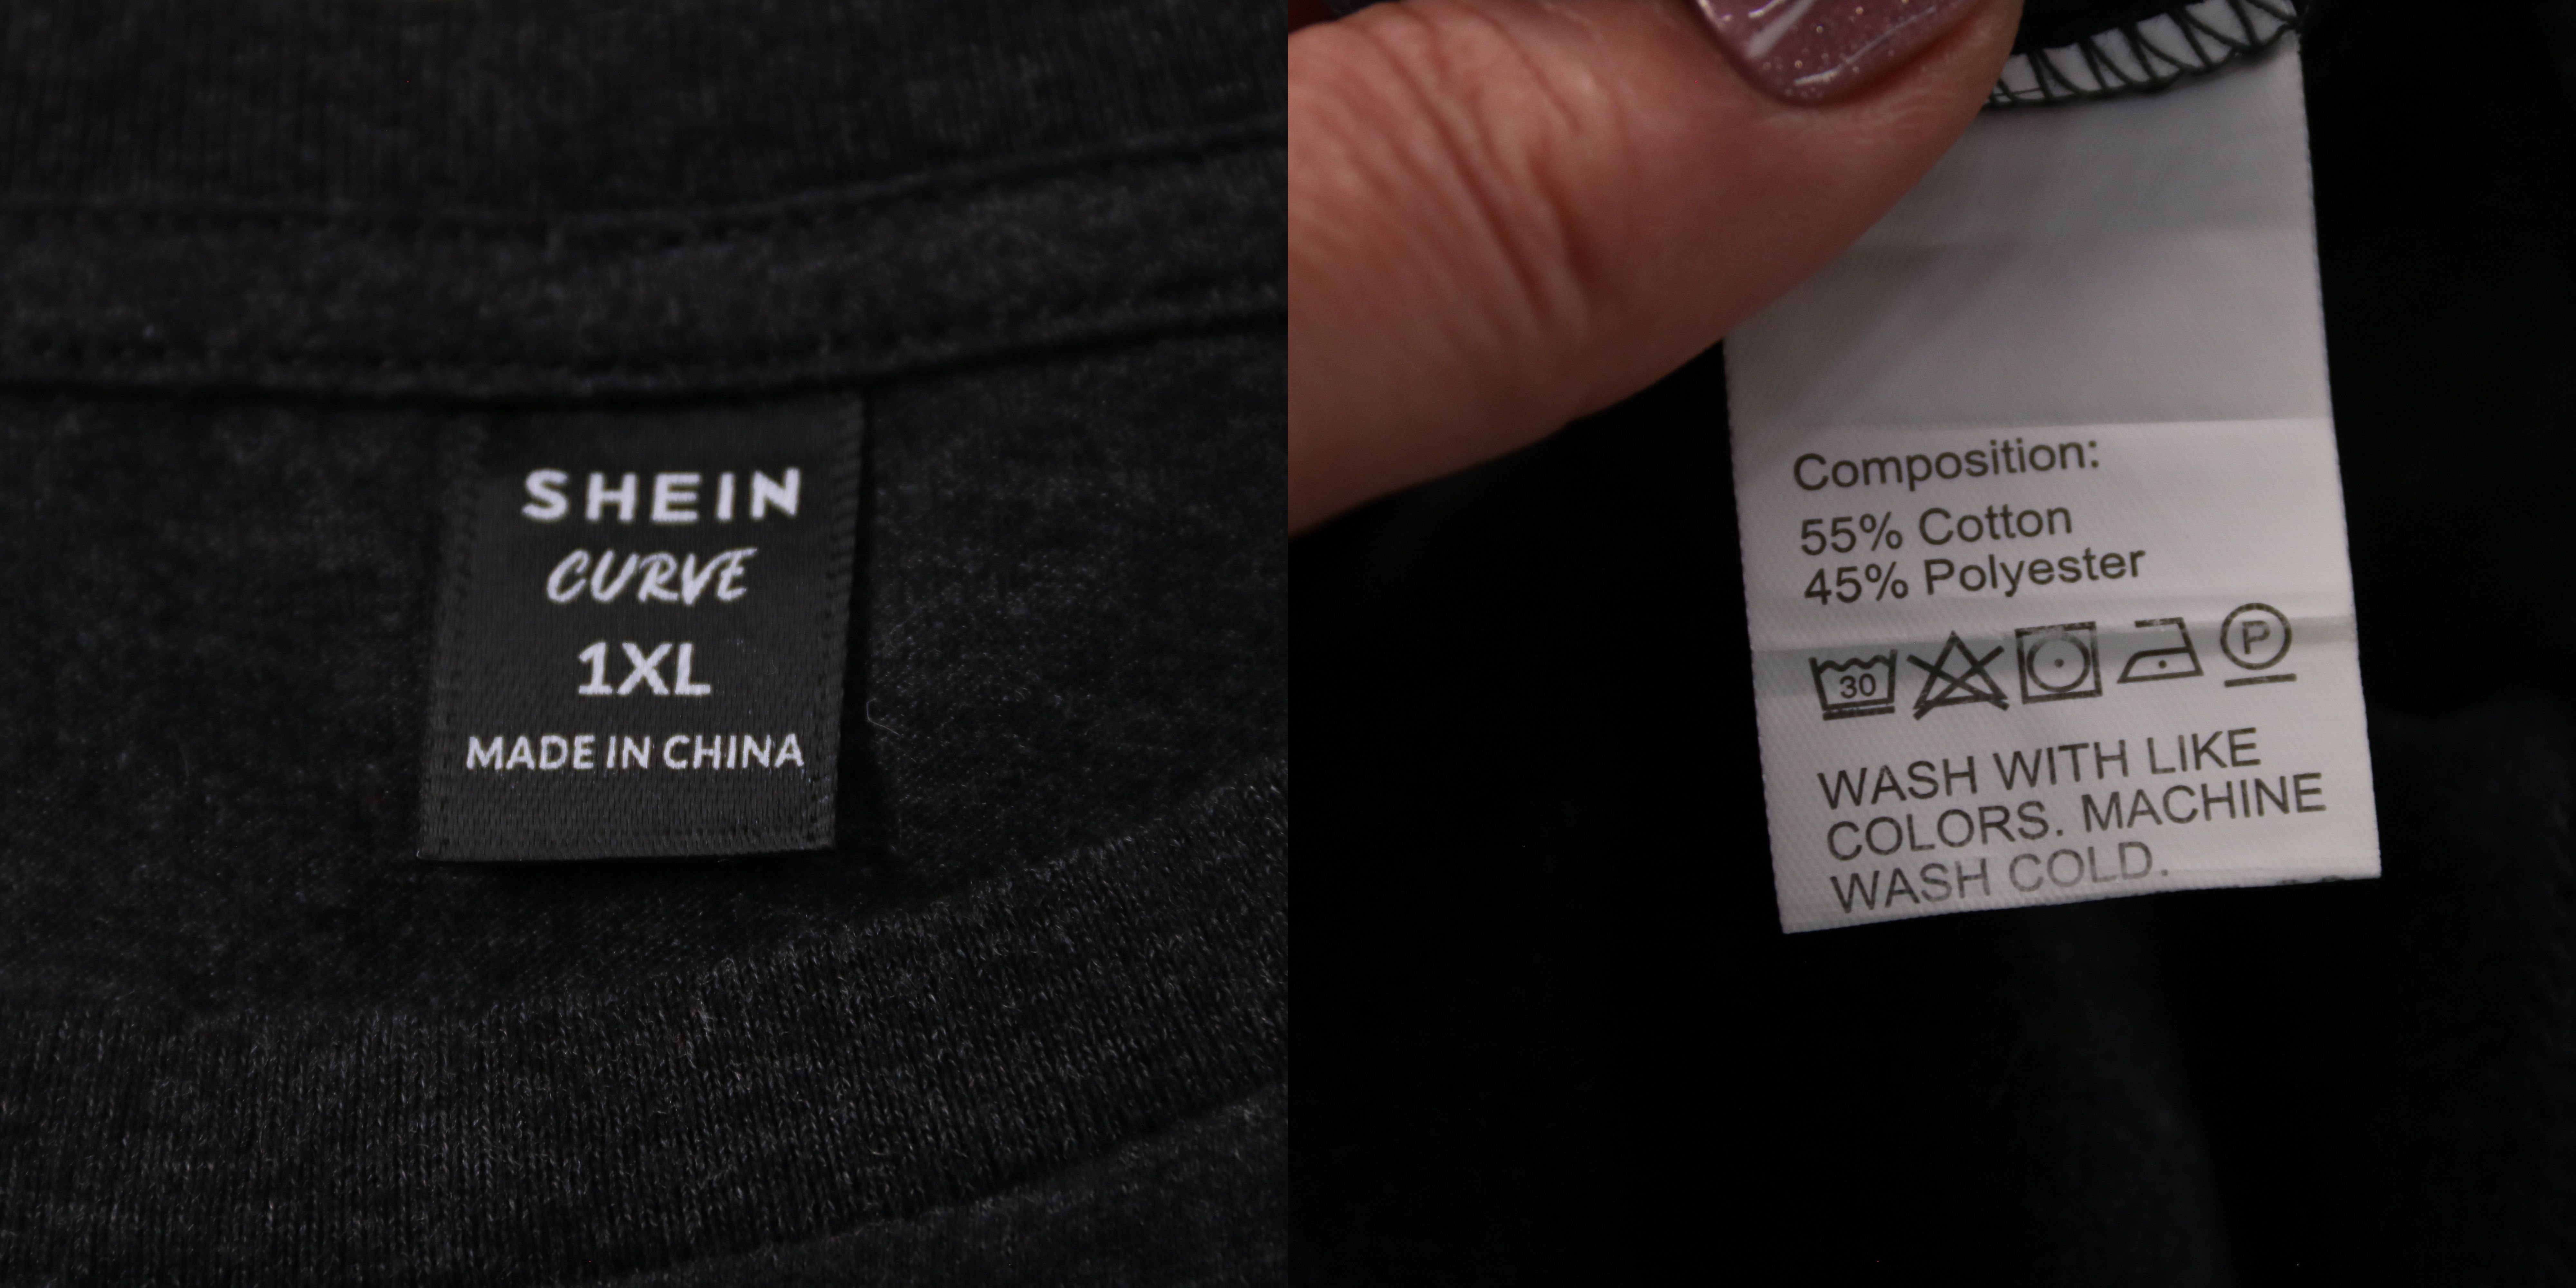 SHEIN
CURVE
1XL
MADE IN CHINA
Composition:
55% Cotton
45% Polyester
30 P
WASH WITH LIKE
COLORS. MACHINE
WASH COLD.